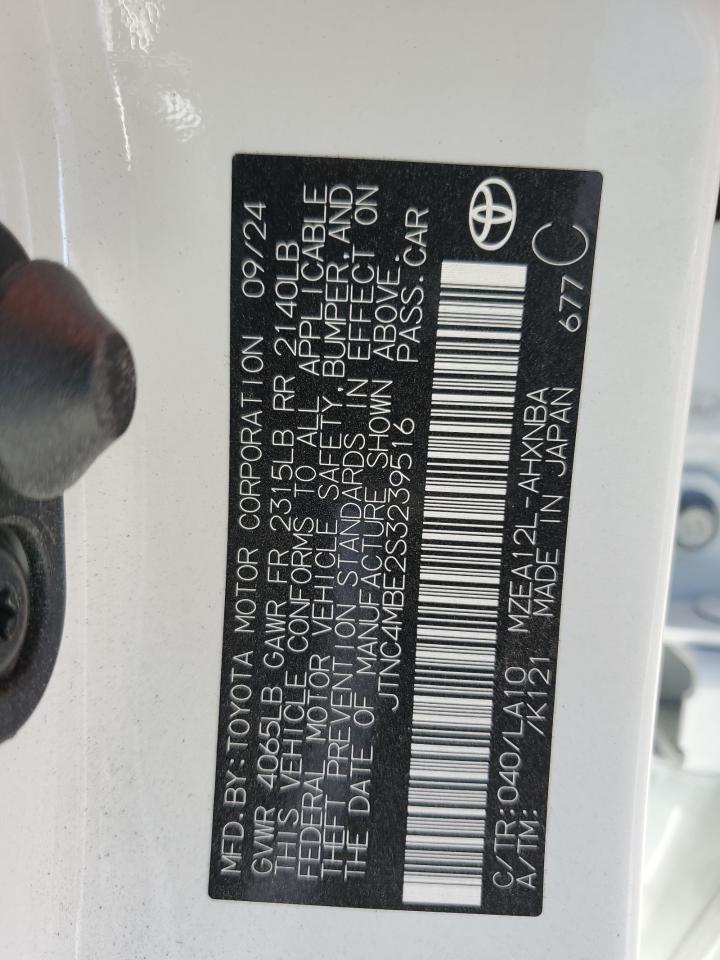 MFD. BY: TOYOTA MOTOR CORPORATION 09/24
GVWR 4065LB GAWR FR 2315LB RR 2140LB
THIS VEHICLE CONFORMS TO ALL APPLICABLE
FEDERAL MOTOR VEHICLE SAFETY, BUMPER, AND
THEFT PREVENTION STANDARDS IN EFFECT ON
THE DATE OF MANUFACTURE SHOWN ABOVE.
JTNC4MBE2S3239516 PASS. CAR
C/TR: 040/LA10 MZEA12L-AHXNBA
A/TM: /K121 MADE IN JAPAN 677 C